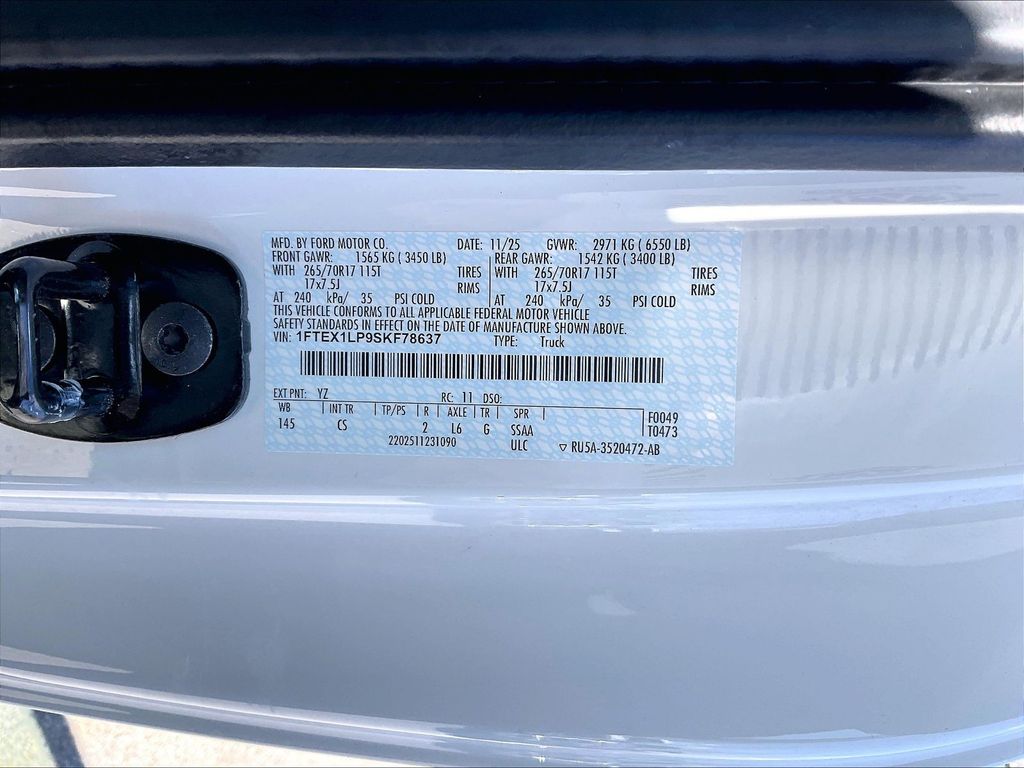 MFD. BY FORD MOTOR CO. DATE: 11/25 GVWR: 2971 KG ( 6550 LB)
FRONT GAWR: 1565 KG ( 3450 LB) REAR GAWR: 1542 KG ( 3400 LB)
WITH 265/70R17 115T TIRES WITH 265/70R17 115T TIRES
17x7.5J RIMS 17x7.5J RIMS
AT 240 kPa/ 35 PSI COLD AT 240 kPa/ 35 PSI COLD
THIS VEHICLE CONFORMS TO ALL APPLICABLE FEDERAL MOTOR VEHICLE
SAFETY STANDARDS IN EFFECT ON THE DATE OF MANUFACTURE SHOWN ABOVE.
VIN: 1FTEX1LP9SKF78637 TYPE: Truck
EXT PNT: YZ RC: 11 DSO:
WB INT TR TP/PS R AXLE TR SPR F0049
145 CS 2 L6 G SSAA T0473
2202511231090 ULC ▽ RU5A-3520472-AB